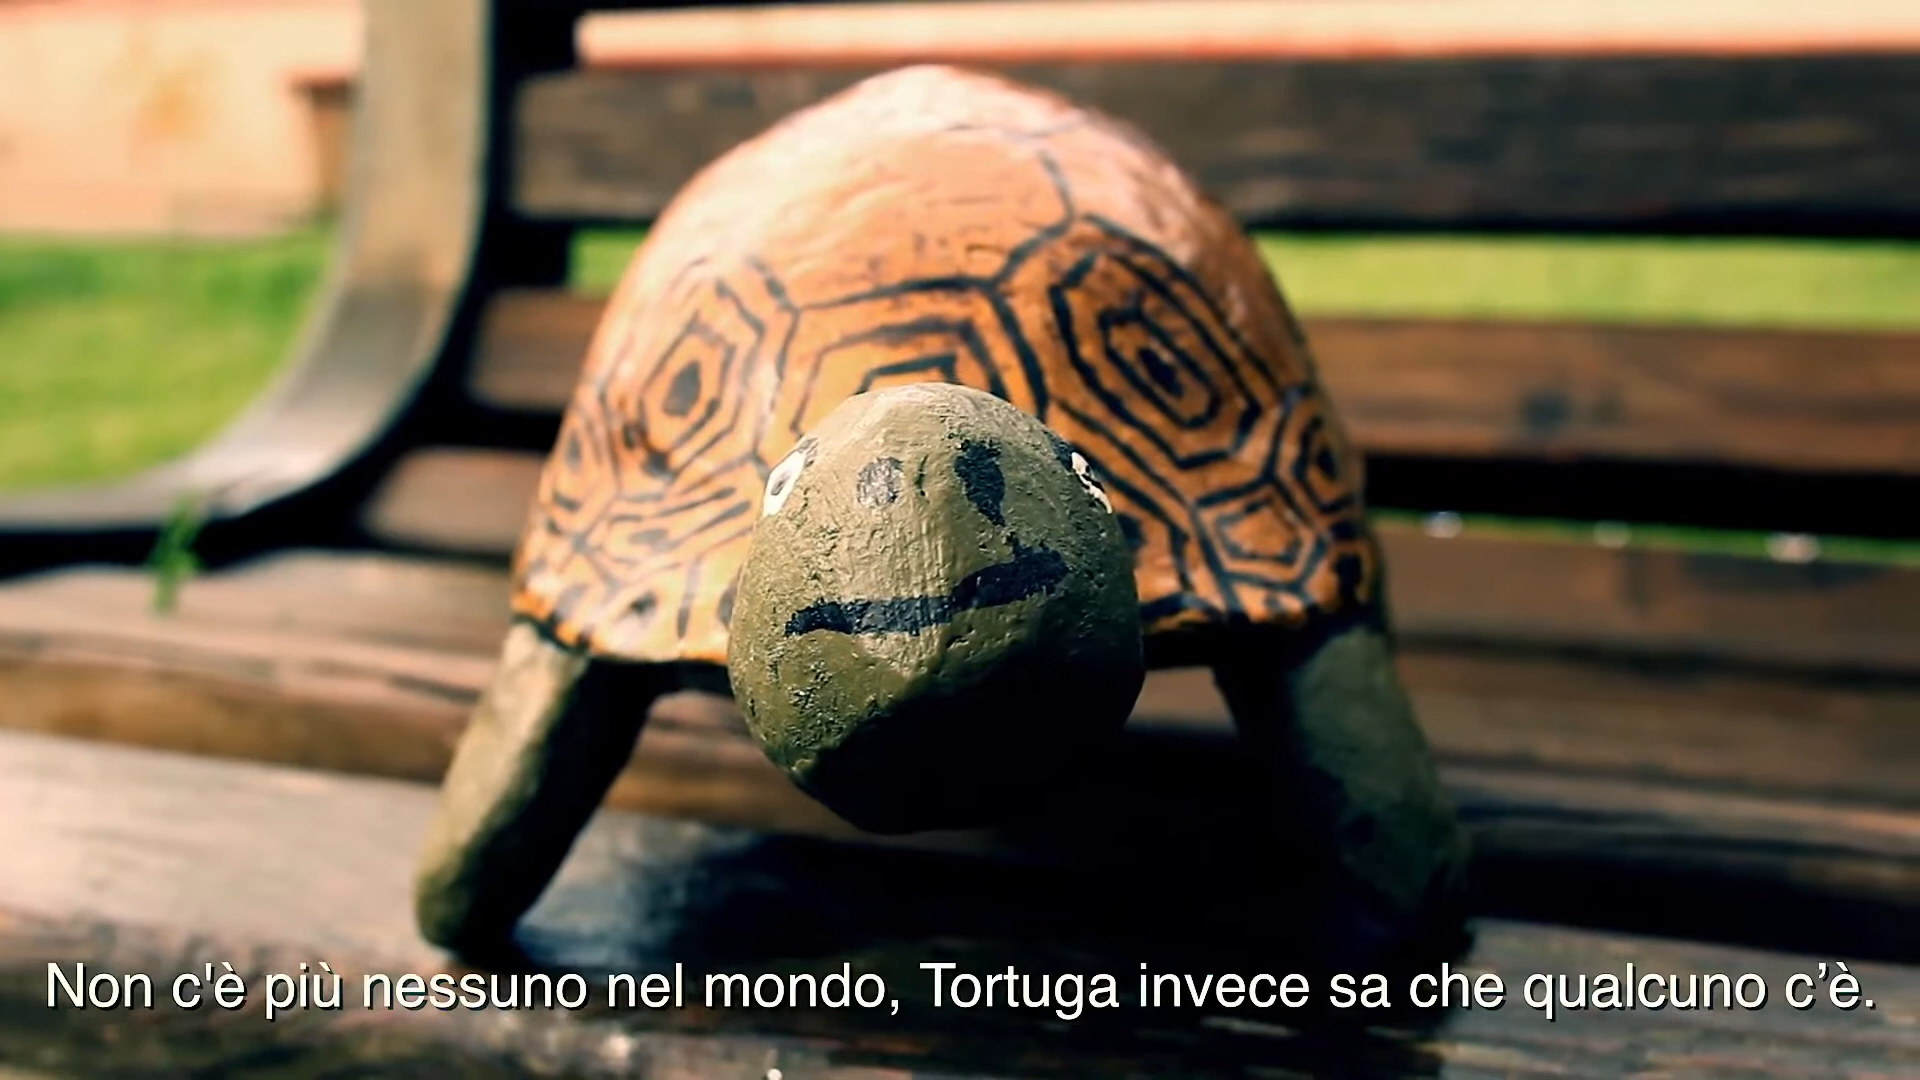 Non c'è più nessuno nel mondo, Tortuga invece sa che qualcuno c’è.